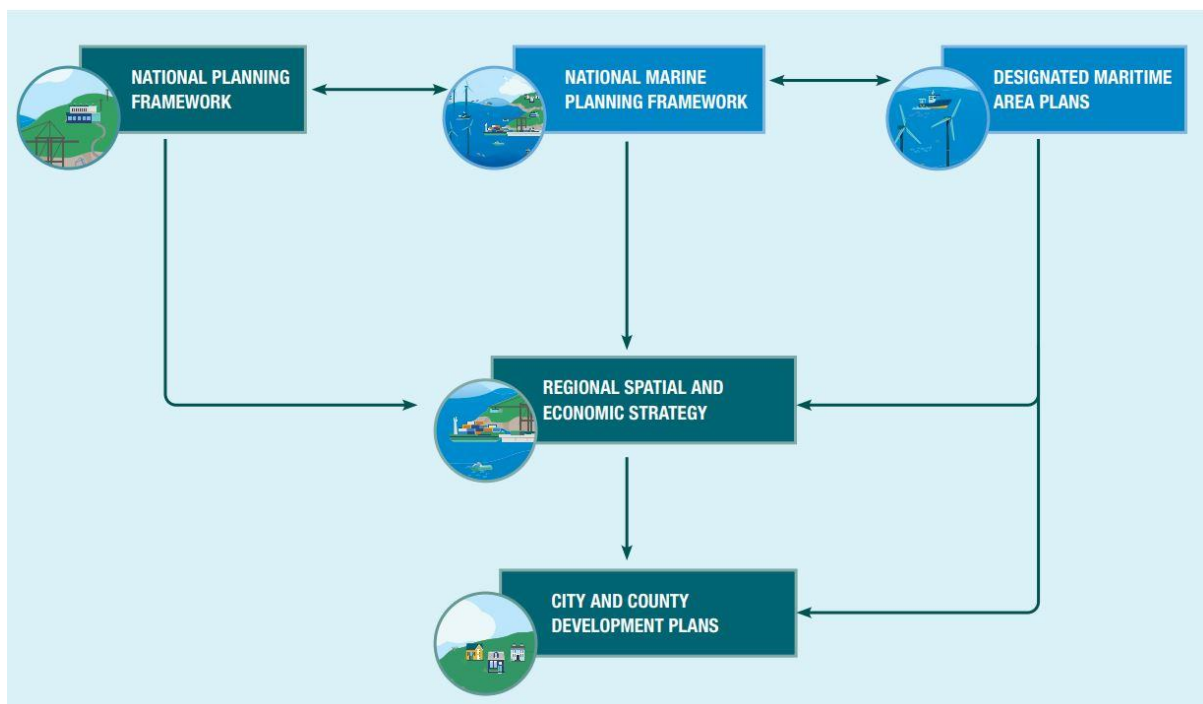 NATIONAL PLANNING
FRAMEWORK
NATIONAL MARINE
PLANNING FRAMEWORK
DESIGNATED MARITIME
AREA PLANS
REGIONAL SPATIAL AND
ECONOMIC STRATEGY
CITY AND COUNTY
DEVELOPMENT PLANS